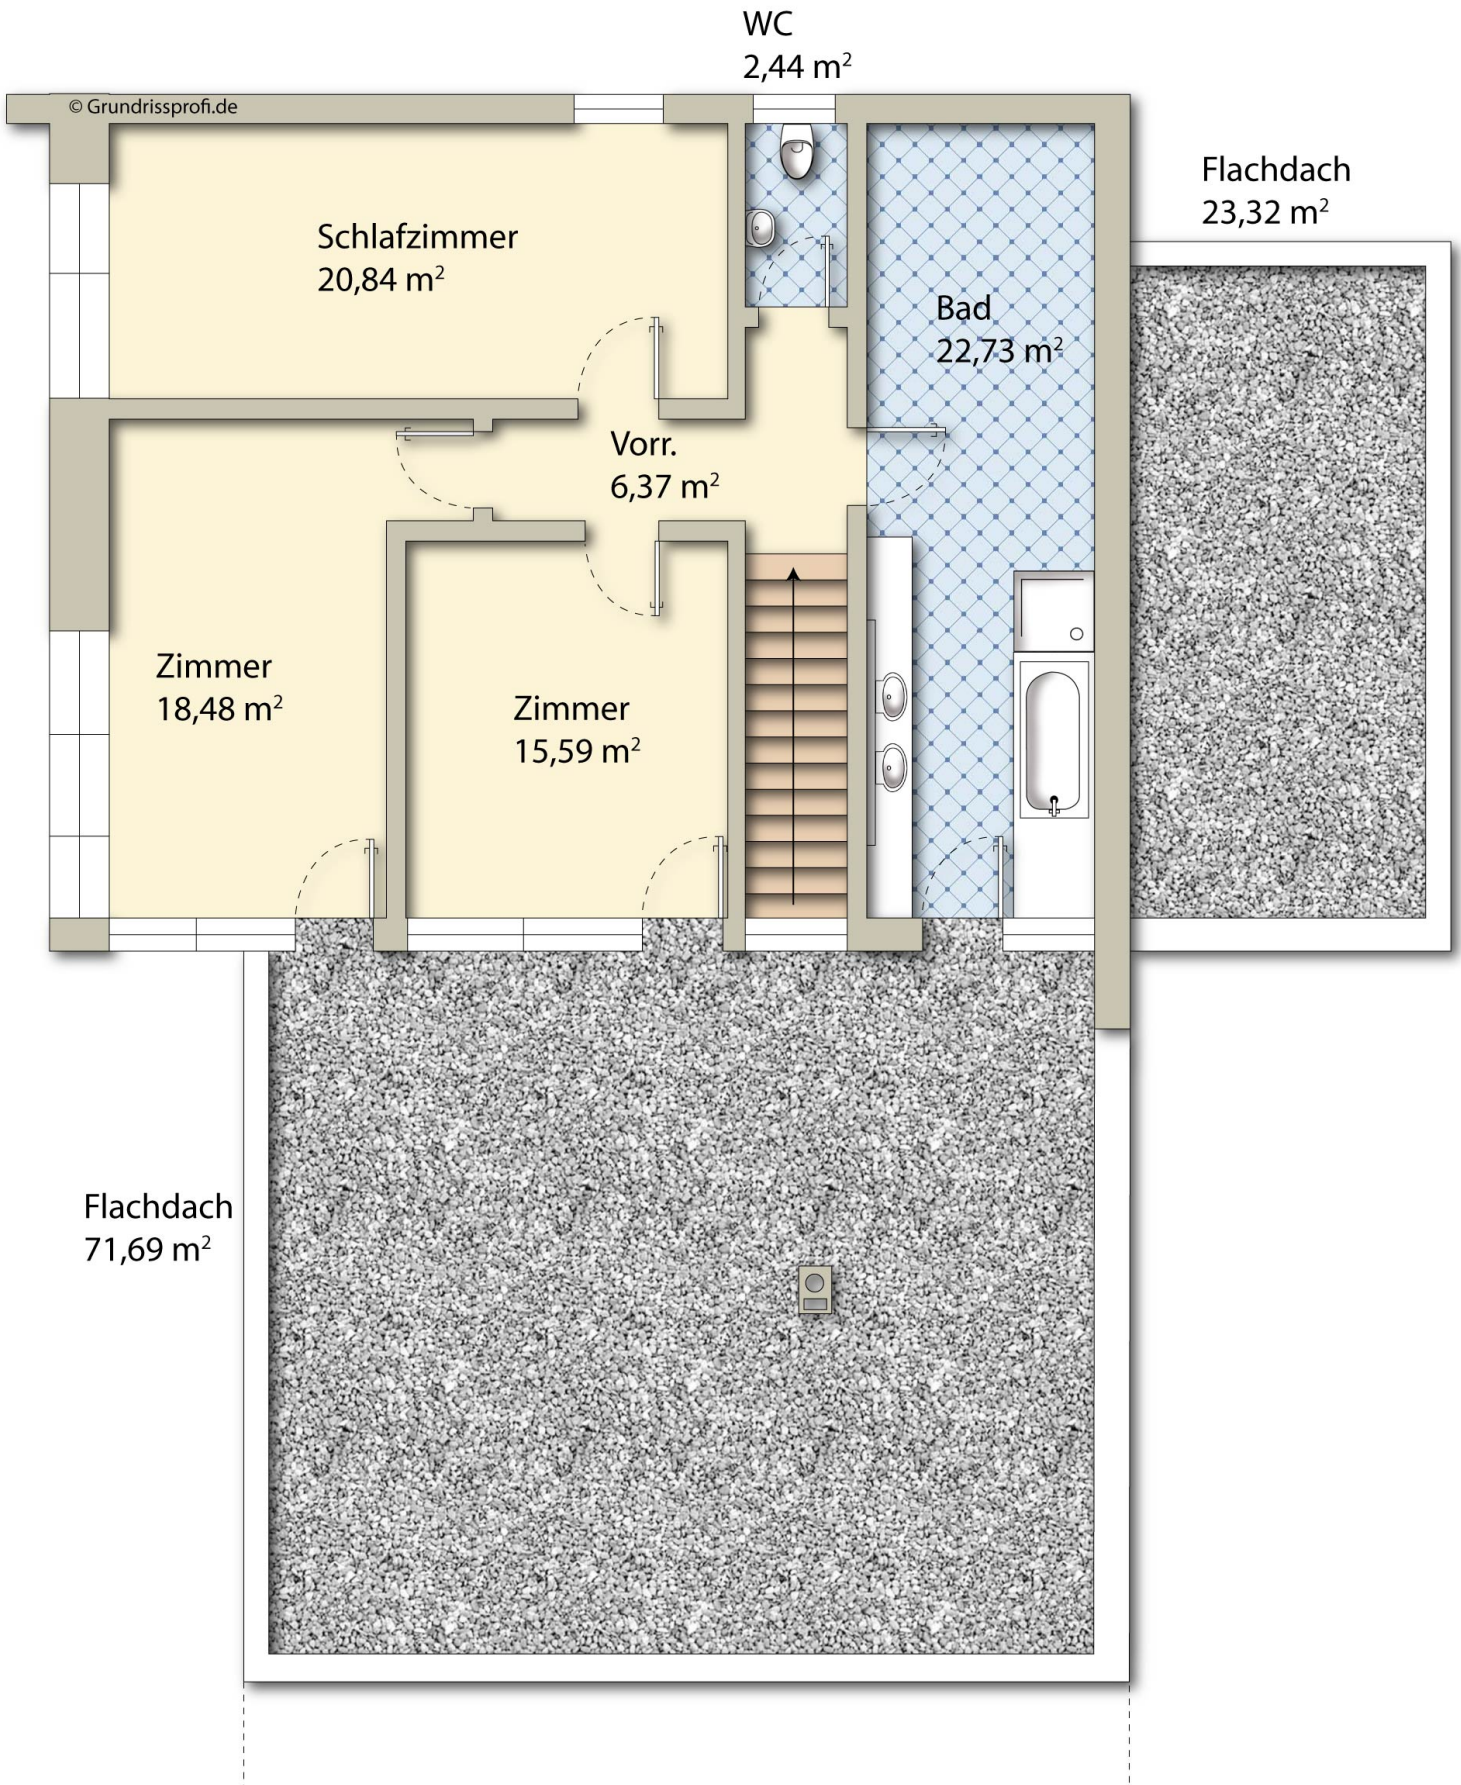 WC
2,44 m²
© Grundrissprofi.de
Flachdach
23,32 m²
Schlafzimmer
20,84 m²
Bad
22,73 m²
Vorr.
6,37 m²
Zimmer
18,48 m²
Zimmer
15,59 m²
Flachdach
71,69 m²